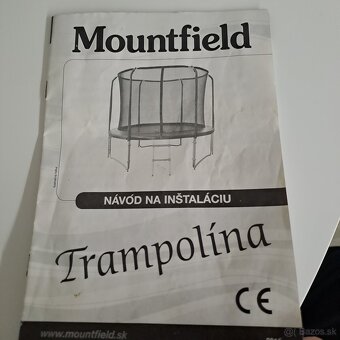 Mountfield
NÁVOD NA INŠTALÁCIU
Trampolína
CE
www.mountfield.sk
Bazos.sk